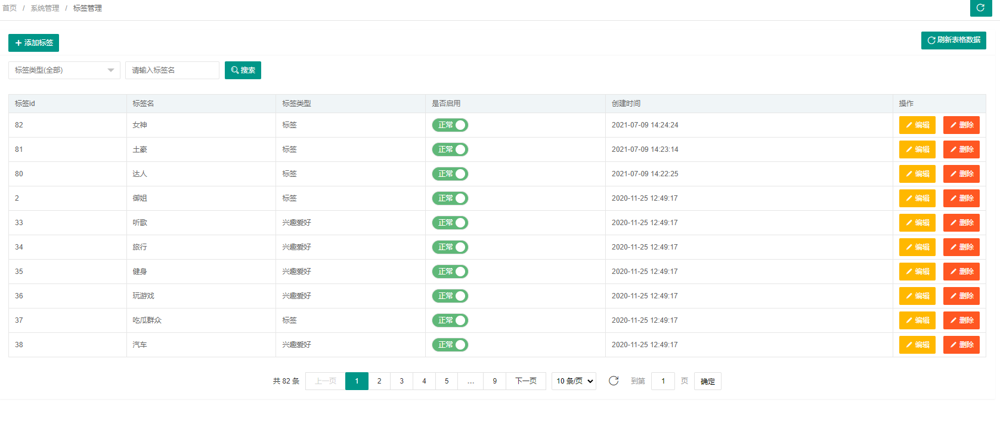 首页 / 系统管理 / 标签管理
添加标签
刷新表格数据
标签类型(全部) 请输入标签名 搜索
标签id 标签名 标签类型 是否启用 创建时间 操作
82 女神 标签 正常 2021-07-09 14:24:24 编辑 删除
81 土豪 标签 正常 2021-07-09 14:23:14 编辑 删除
80 达人 标签 正常 2021-07-09 14:22:25 编辑 删除
2 御姐 标签 正常 2020-11-25 12:49:17 编辑 删除
33 听歌 兴趣爱好 正常 2020-11-25 12:49:17 编辑 删除
34 旅行 兴趣爱好 正常 2020-11-25 12:49:17 编辑 删除
35 健身 兴趣爱好 正常 2020-11-25 12:49:17 编辑 删除
36 玩游戏 兴趣爱好 正常 2020-11-25 12:49:17 编辑 删除
37 吃瓜群众 标签 正常 2020-11-25 12:49:17 编辑 删除
38 汽车 兴趣爱好 正常 2020-11-25 12:49:17 编辑 删除
共 82 条 上一页 1 2 3 4 5 … 9 下一页 10 条/页 到第 1 页 确定